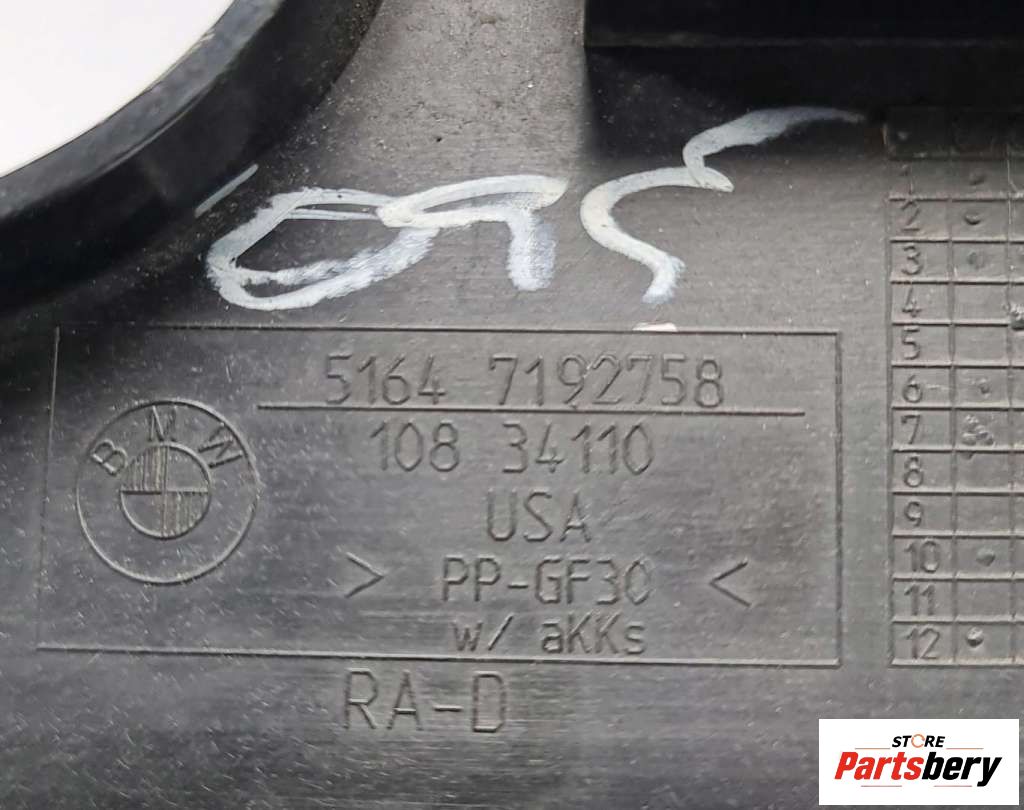 5164 7192758
108 34110
USA
BMW
> PP-GF30 <
w/ aKKs
RA-D
1
2
3
4
5
6
7
8
9
10
11
12
STORE
Partsbery